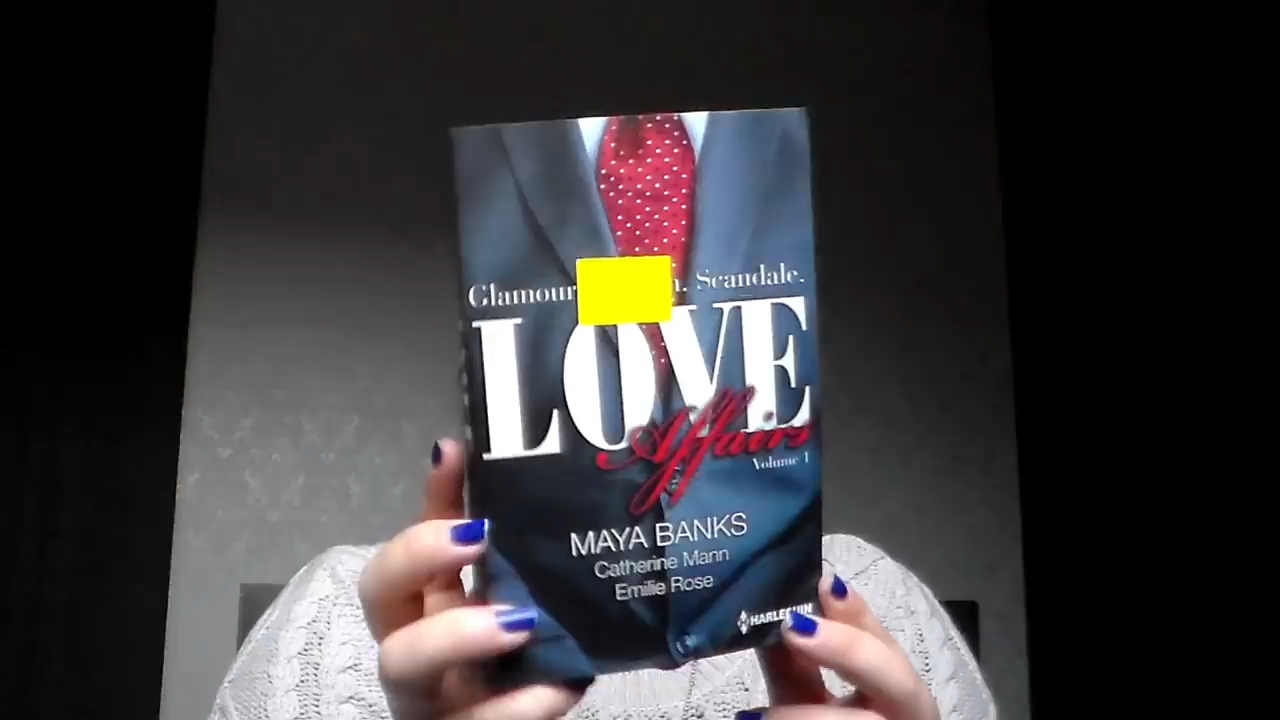 Glamour. Scandale.
LOVE
Affairs
Volume 1
MAYA BANKS
Catherine Mann
Emilie Rose
HARLEQUIN